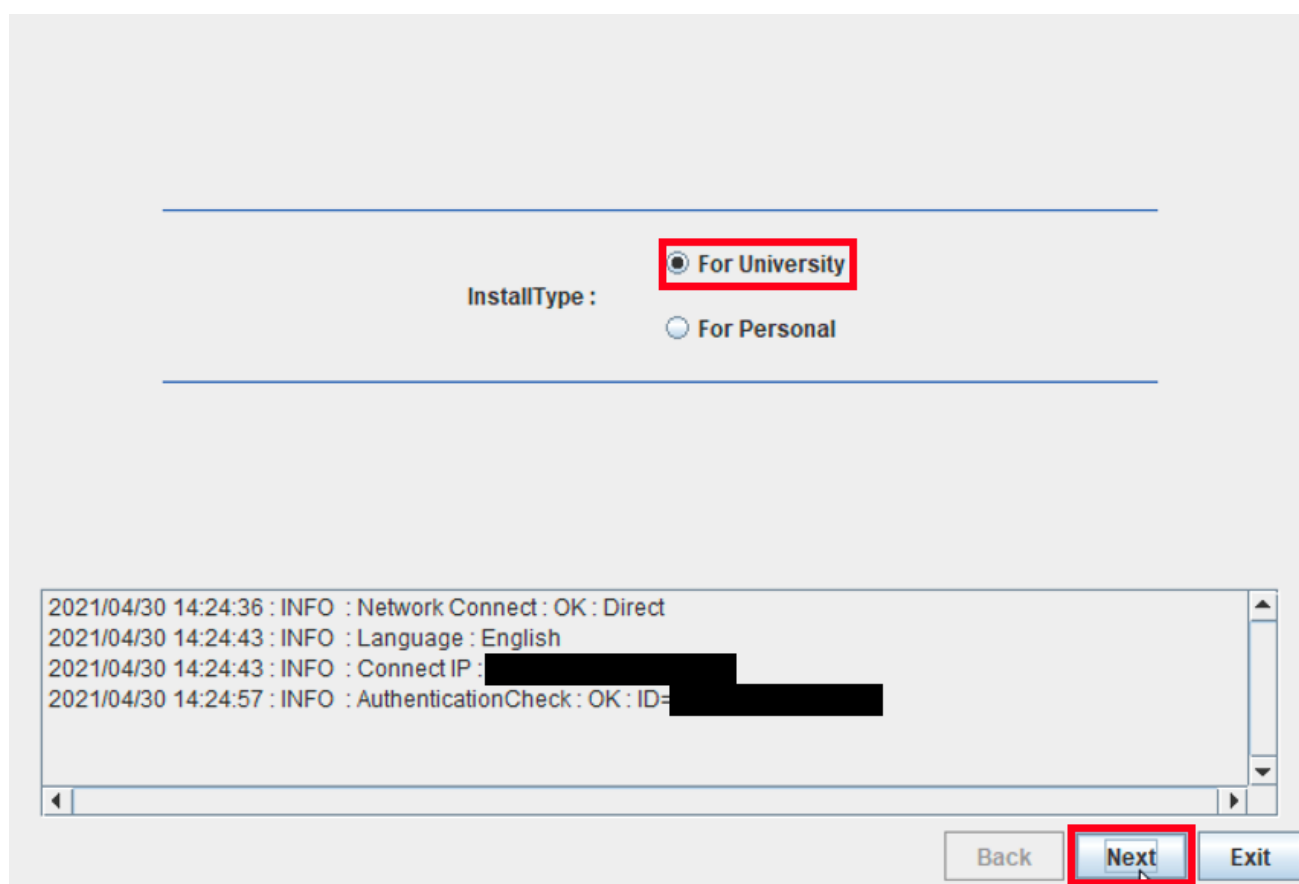 For University
InstallType :
For Personal
2021/04/30 14:24:36 : INFO : Network Connect : OK : Direct
2021/04/30 14:24:43 : INFO : Language : English
2021/04/30 14:24:43 : INFO : Connect IP :
2021/04/30 14:24:57 : INFO : AuthenticationCheck : OK : ID=
Back Next Exit